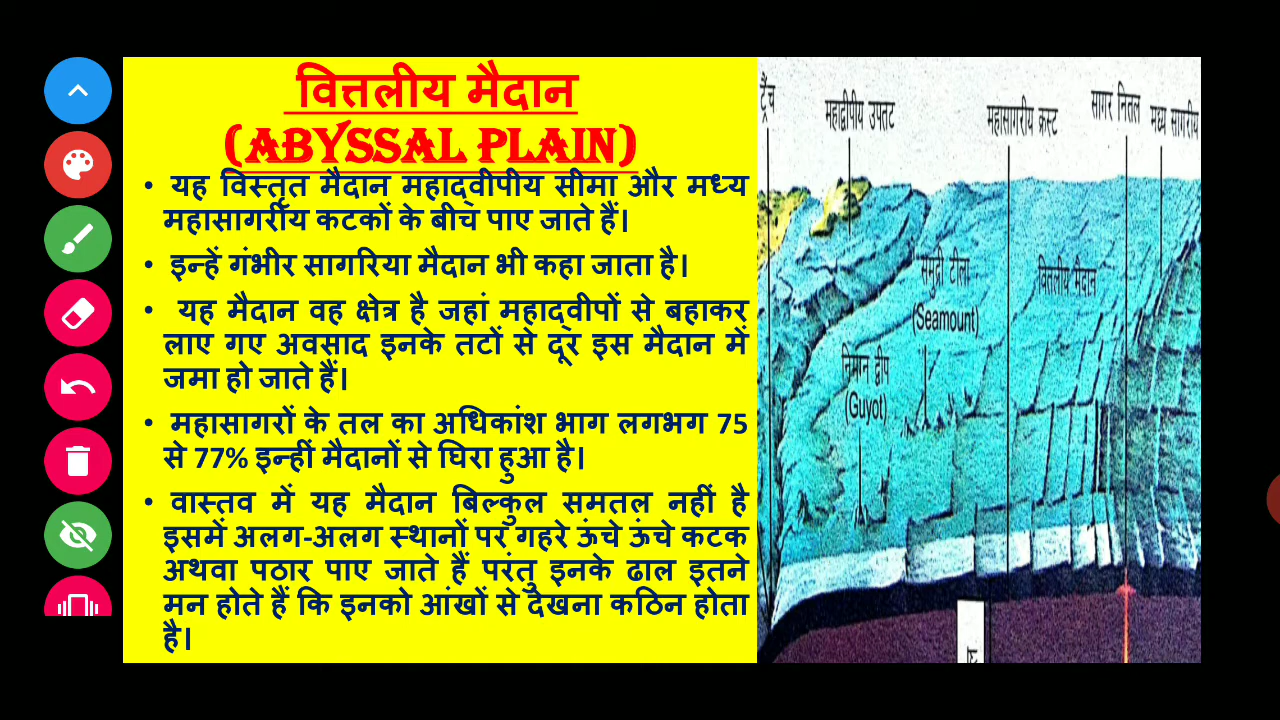 वित्तलीय मैदान
(ABYSSAL PLAIN)
• यह विस्तृत मैदान महाद्वीपीय सीमा और मध्य
महासागरीय कटकों के बीच पाए जाते हैं।
• इन्हें गंभीर सागरिया मैदान भी कहा जाता है।
• यह मैदान वह क्षेत्र है जहां महाद्वीपों से बहाकर
लाए गए अवसाद इनके तटों से दूर इस मैदान में
जमा हो जाते हैं।
• महासागरों के तल का अधिकांश भाग लगभग 75
से 77% इन्हीं मैदानों से घिरा हुआ है।
• वास्तव में यह मैदान बिल्कुल समतल नहीं है
इसमें अलग-अलग स्थानों पर गहरे ऊंचे ऊंचे कटक
अथवा पठार पाए जाते हैं परंतु इनके ढाल इतने
मन होते हैं कि इनको आंखों से देखना कठिन होता
है।
ट्रैंच
महाद्वीपीय उपतट
महासागरीय क्रस्ट
सागर नितल
मध्य सागरीय
समुद्री टीला
(Seamount)
वितलीय मैदान
निमान द्वीप
(Guyot)